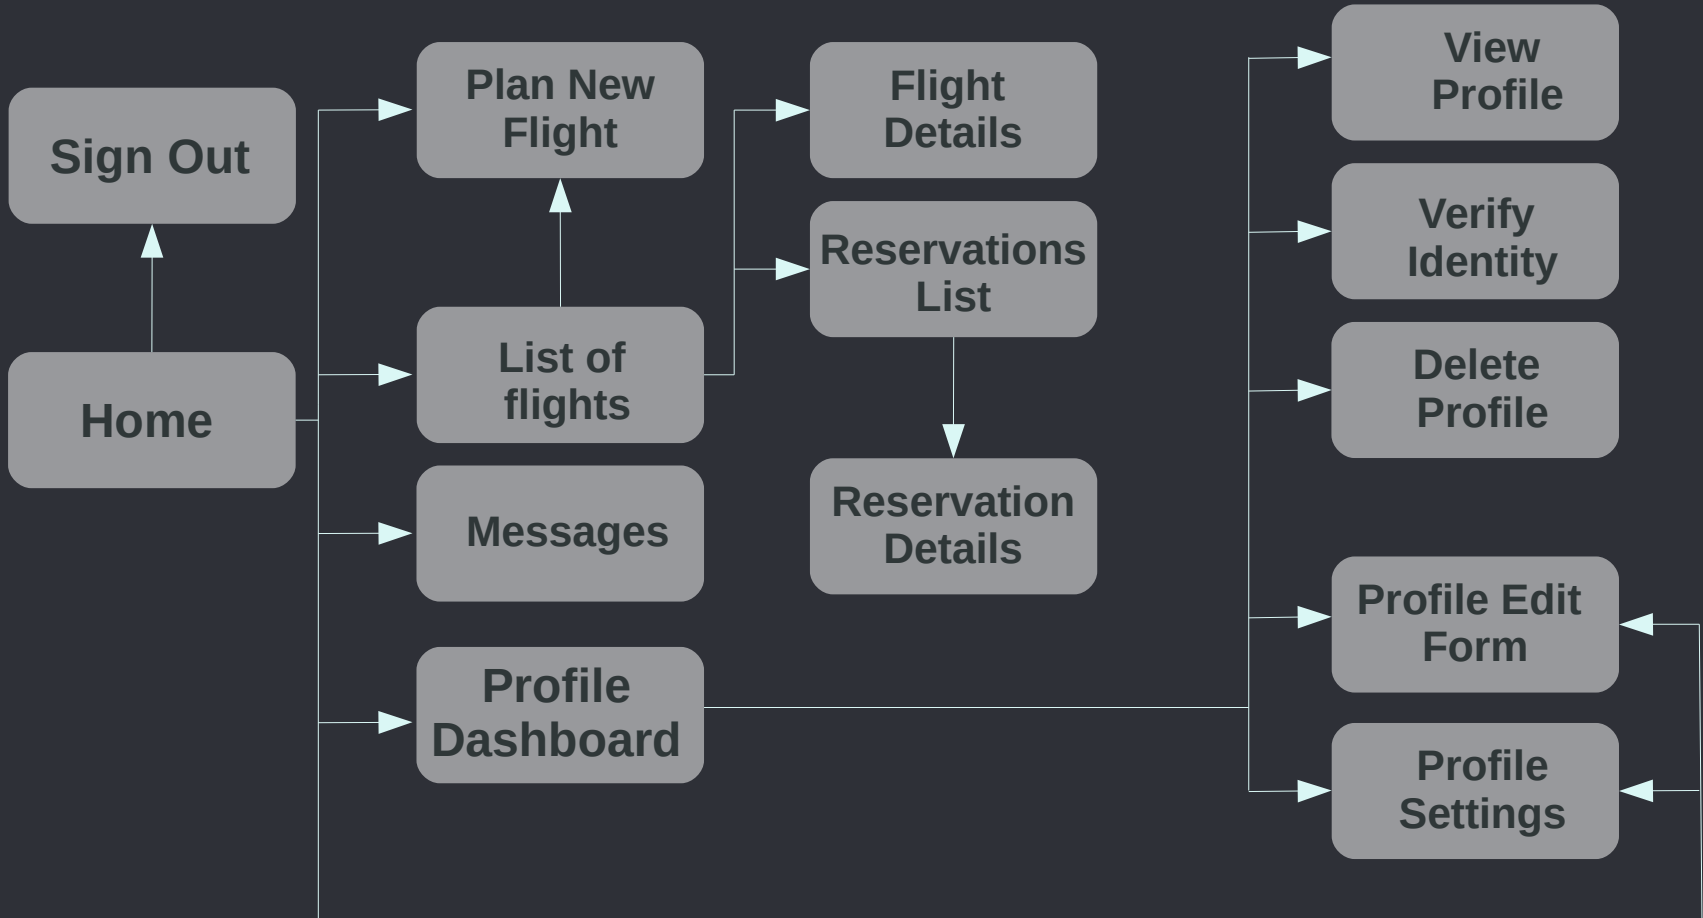 Sign Out
Home
Plan New
Flight
List of
flights
Messages
Profile
Dashboard
Flight
Details
Reservations
List
Reservation
Details
View
Profile
Verify
Identity
Delete
Profile
Profile Edit
Form
Profile
Settings